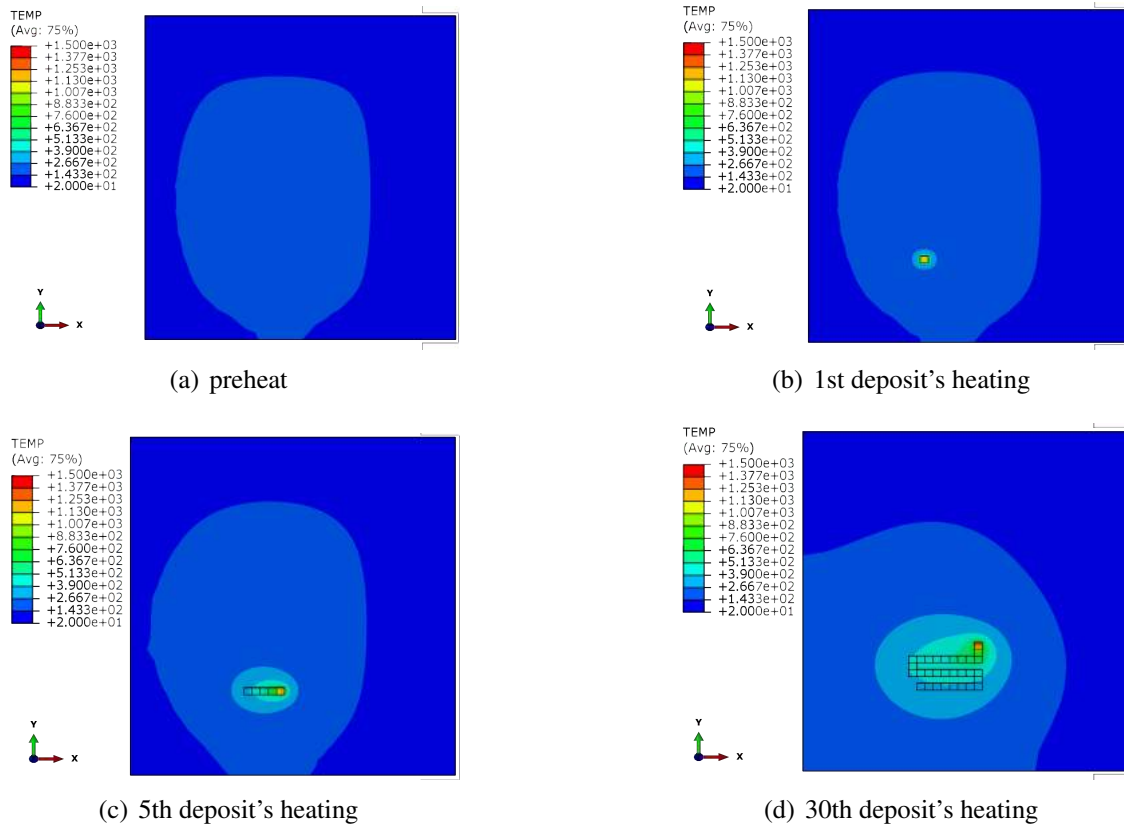 TEMP
(Avg: 75%)
+1.500e+03
+1.377e+03
+1.253e+03
+1.130e+03
+1.007e+03
+8.833e+02
+7.600e+02
+6.367e+02
+5.133e+02
+3.900e+02
+2.667e+02
+1.433e+02
+2.000e+01
Y
X
(a) preheat
TEMP
(Avg: 75%)
+1.500e+03
+1.377e+03
+1.253e+03
+1.130e+03
+1.007e+03
+8.833e+02
+7.600e+02
+6.367e+02
+5.133e+02
+3.900e+02
+2.667e+02
+1.433e+02
+2.000e+01
Y
X
(b) 1st deposit's heating
TEMP
(Avg: 75%)
+1.500e+03
+1.377e+03
+1.253e+03
+1.130e+03
+1.007e+03
+8.833e+02
+7.600e+02
+6.367e+02
+5.133e+02
+3.900e+02
+2.667e+02
+1.433e+02
+2.000e+01
Y
X
(c) 5th deposit's heating
TEMP
(Avg: 75%)
+1.500e+03
+1.377e+03
+1.253e+03
+1.130e+03
+1.007e+03
+8.833e+02
+7.600e+02
+6.367e+02
+5.133e+02
+3.900e+02
+2.667e+02
+1.433e+02
+2.000e+01
Y
X
(d) 30th deposit's heating